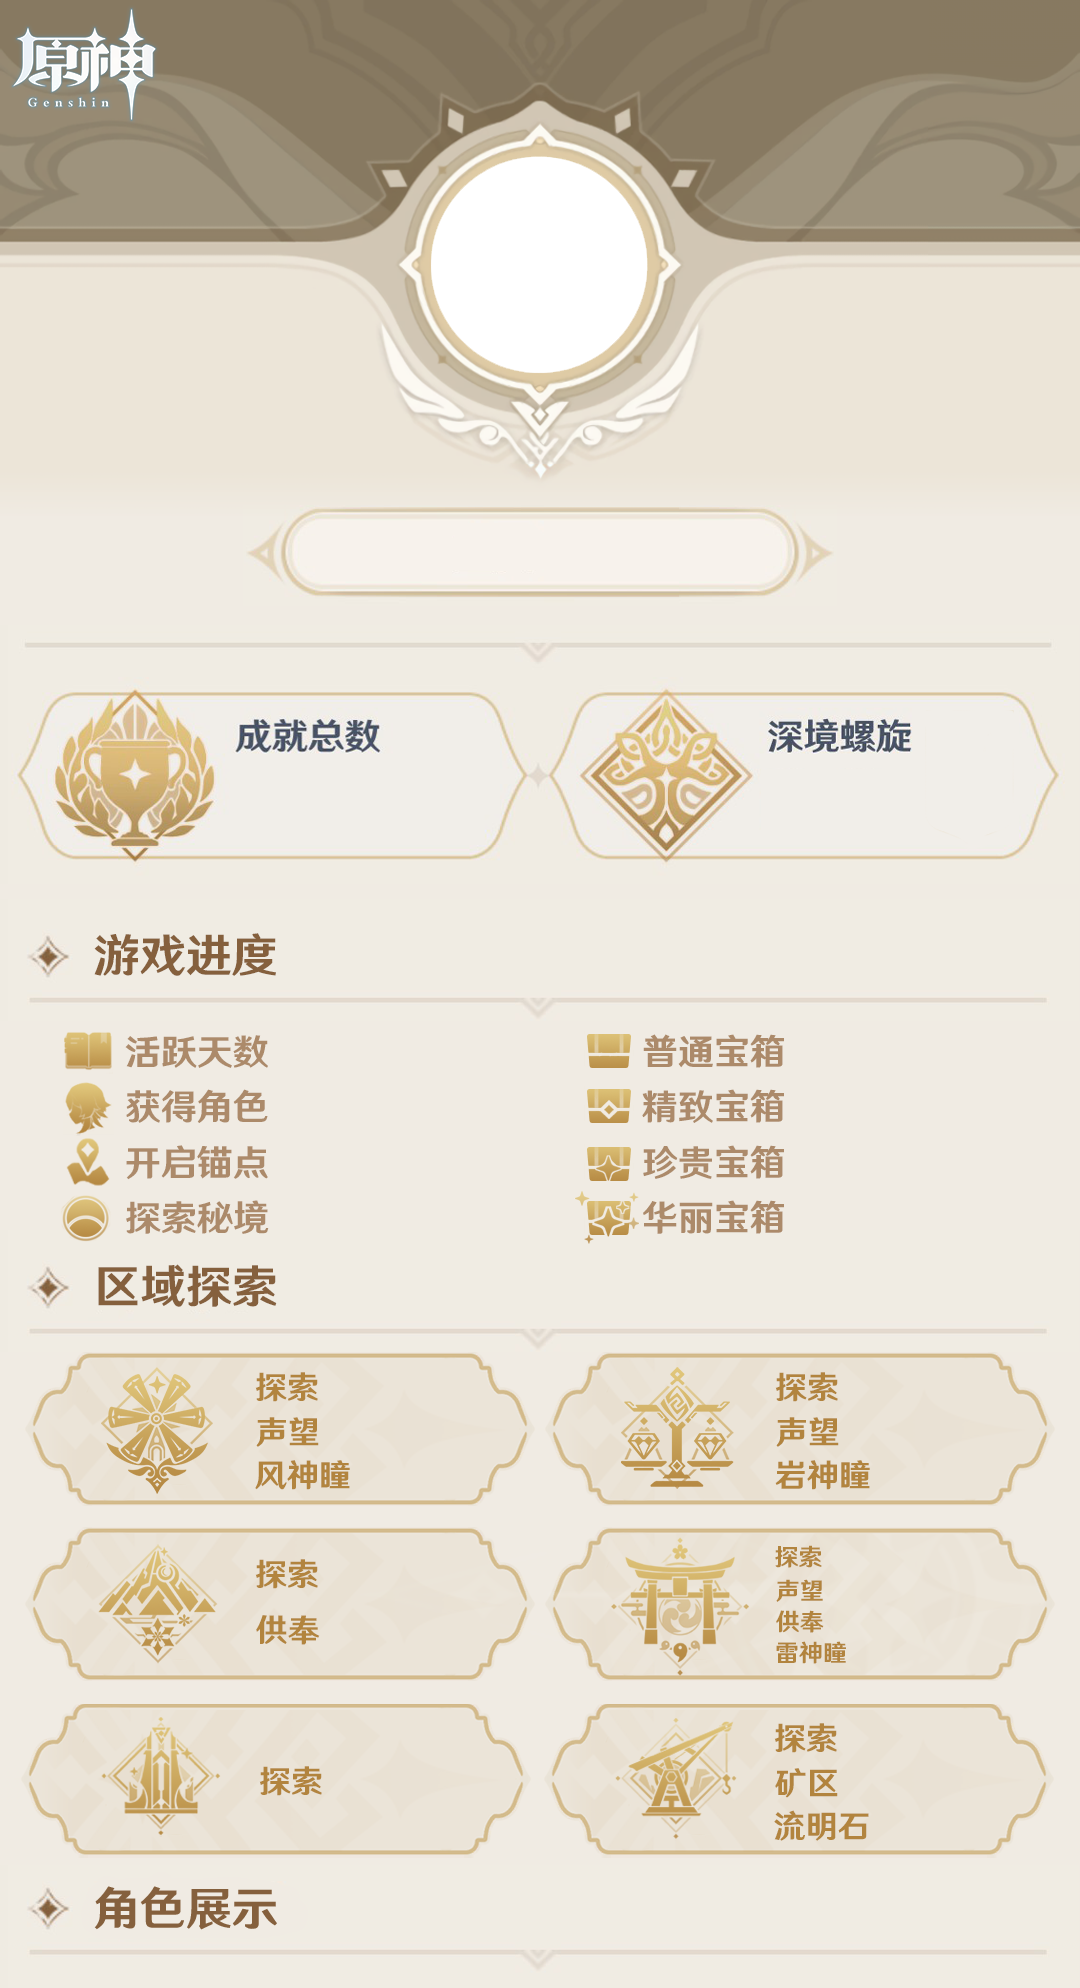 原神
Genshin
成就总数
深境螺旋
游戏进度
活跃天数
普通宝箱
获得角色
精致宝箱
开启锚点
珍贵宝箱
探索秘境
华丽宝箱
区域探索
探索
声望
风神瞳
探索
声望
岩神瞳
探索
供奉
探索
声望
供奉
雷神瞳
探索
探索
矿区
流明石
角色展示